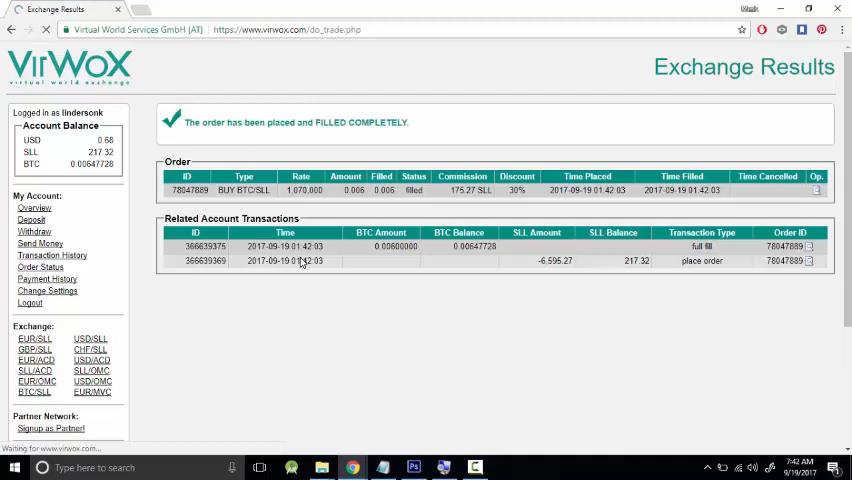 Exchange Results
Virtual World Services GmbH [AT]
https://www.virwox.com/do_trade.php
VirWoX
virtual world exchange
Exchange Results
Logged in as lindersonk
Account Balance
USD 0.68
SLL 217.32
BTC 0.00647728
My Account:
Overview
Deposit
Withdraw
Send Money
Transaction History
Order Status
Payment History
Change Settings
Logout
Exchange:
EUR/SLL USD/SLL
GBP/SLL CHF/SLL
EUR/ACD USD/ACD
SLL/ACD SLL/OMC
EUR/OMC USD/OMC
BTC/SLL EUR/MVC
Partner Network:
Signup as Partner!
The order has been placed and FILLED COMPLETELY.
Order
ID Type Rate Amount Filled Status Commission Discount Time Placed Time Filled Time Cancelled Op.
78047889 BUY BTC/SLL 1,070,000 0.006 0.006 filled 175.27 SLL 30% 2017-09-19 01:42:03 2017-09-19 01:42:03
Related Account Transactions
ID Time BTC Amount BTC Balance SLL Amount SLL Balance Transaction Type Order ID
366639375 2017-09-19 01:42:03 0.00600000 0.00647728 full fill 78047889
366639369 2017-09-19 01:42:03 -6,595.27 217.32 place order 78047889
Waiting for www.virwox.com...
Type here to search
7:42 AM
9/19/2017